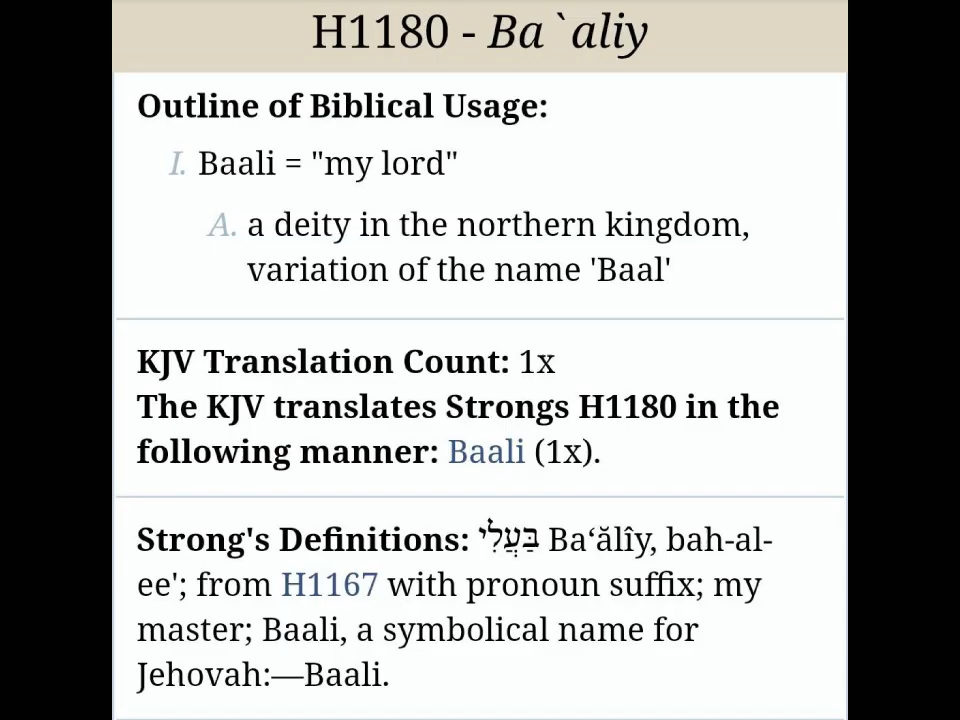 H1180 - Ba`aliy
Outline of Biblical Usage:
I. Baali = "my lord"
A. a deity in the northern kingdom,
variation of the name 'Baal'
KJV Translation Count: 1x
The KJV translates Strongs H1180 in the
following manner: Baali (1x).
Strong's Definitions: בַּעֲלִי Ba‘ălîy, bah-al-
ee'; from H1167 with pronoun suffix; my
master; Baali, a symbolical name for
Jehovah:—Baali.